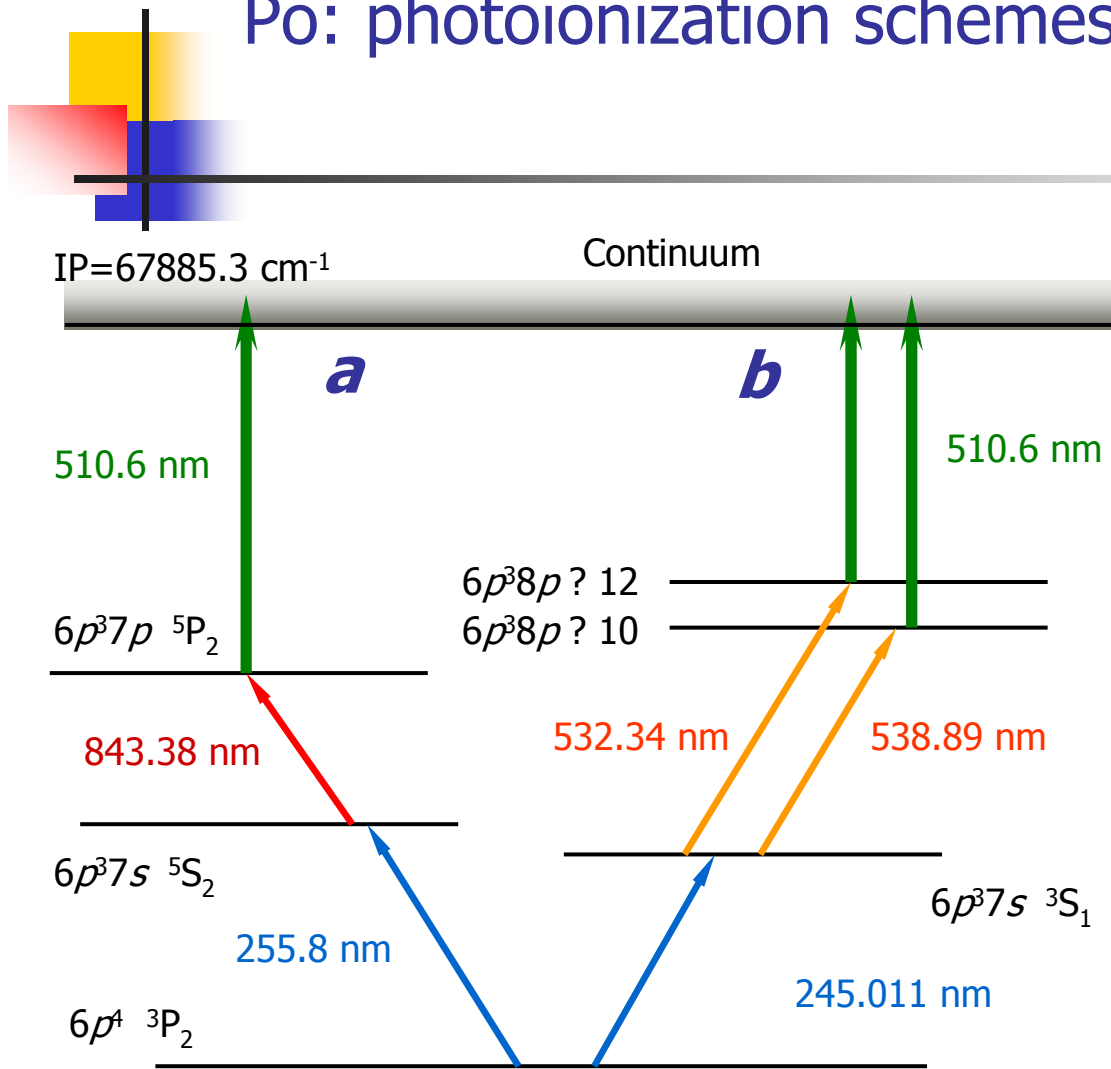 Po: photoionization schemes
IP=67885.3 cm⁻¹
Continuum
a
b
510.6 nm
510.6 nm
6p³8p ? 12
6p³8p ? 10
6p³7p ⁵P₂
843.38 nm
532.34 nm
538.89 nm
6p³7s ⁵S₂
6p³7s ³S₁
255.8 nm
245.011 nm
6p⁴ ³P₂